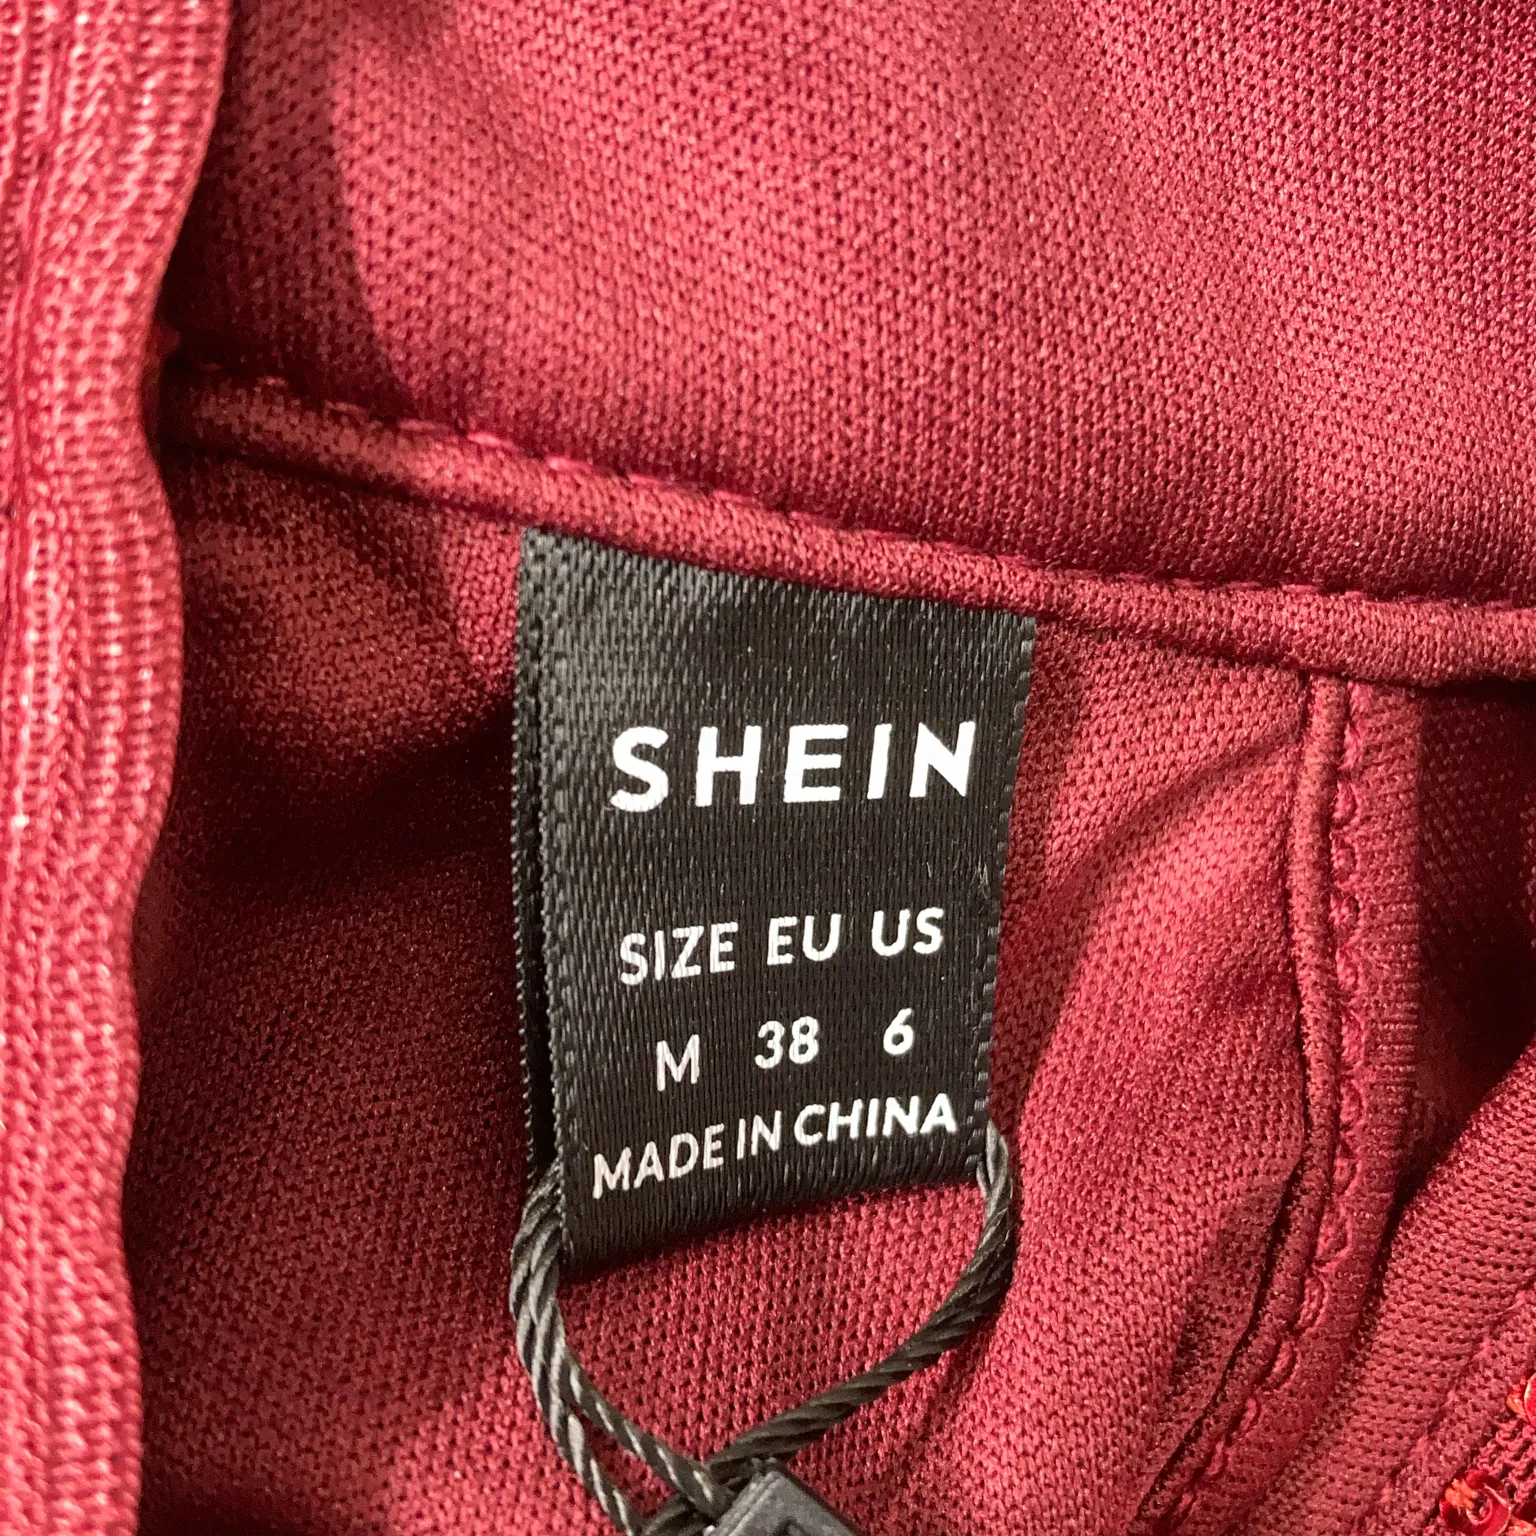 SHEIN
SIZE EU US
M 38 6
MADE IN CHINA